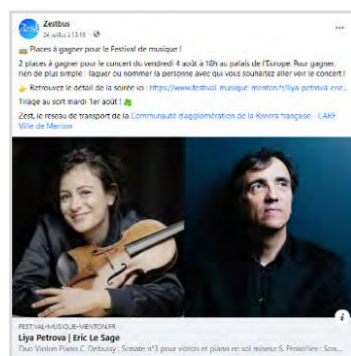 Zestbus
24 juillet, à 13:18
Places à gagner pour le Festival de musique !
2 places à gagner pour le concert du vendredi 4 août à 18h au palais de l'Europe. Pour gagner,
rien de plus simple : taguer ou nommer la personne avec qui vous souhaitez aller voir le concert !
Retrouvez le détail de la soirée ici : https://www.festival-musique-menton.fr/liya-petrova-eric...
Tirage au sort mardi 1er août !
Zest, le réseau de transport de la Communauté d'agglomération de la Riviera française - CARF
Ville de Menton
FESTIVAL-MUSIQUE-MENTON.FR
Liya Petrova | Eric Le Sage
Duo Violon Piano C. Debussy : Sonate n°3 pour violon et piano en sol mineur S. Prokofiev : Son...